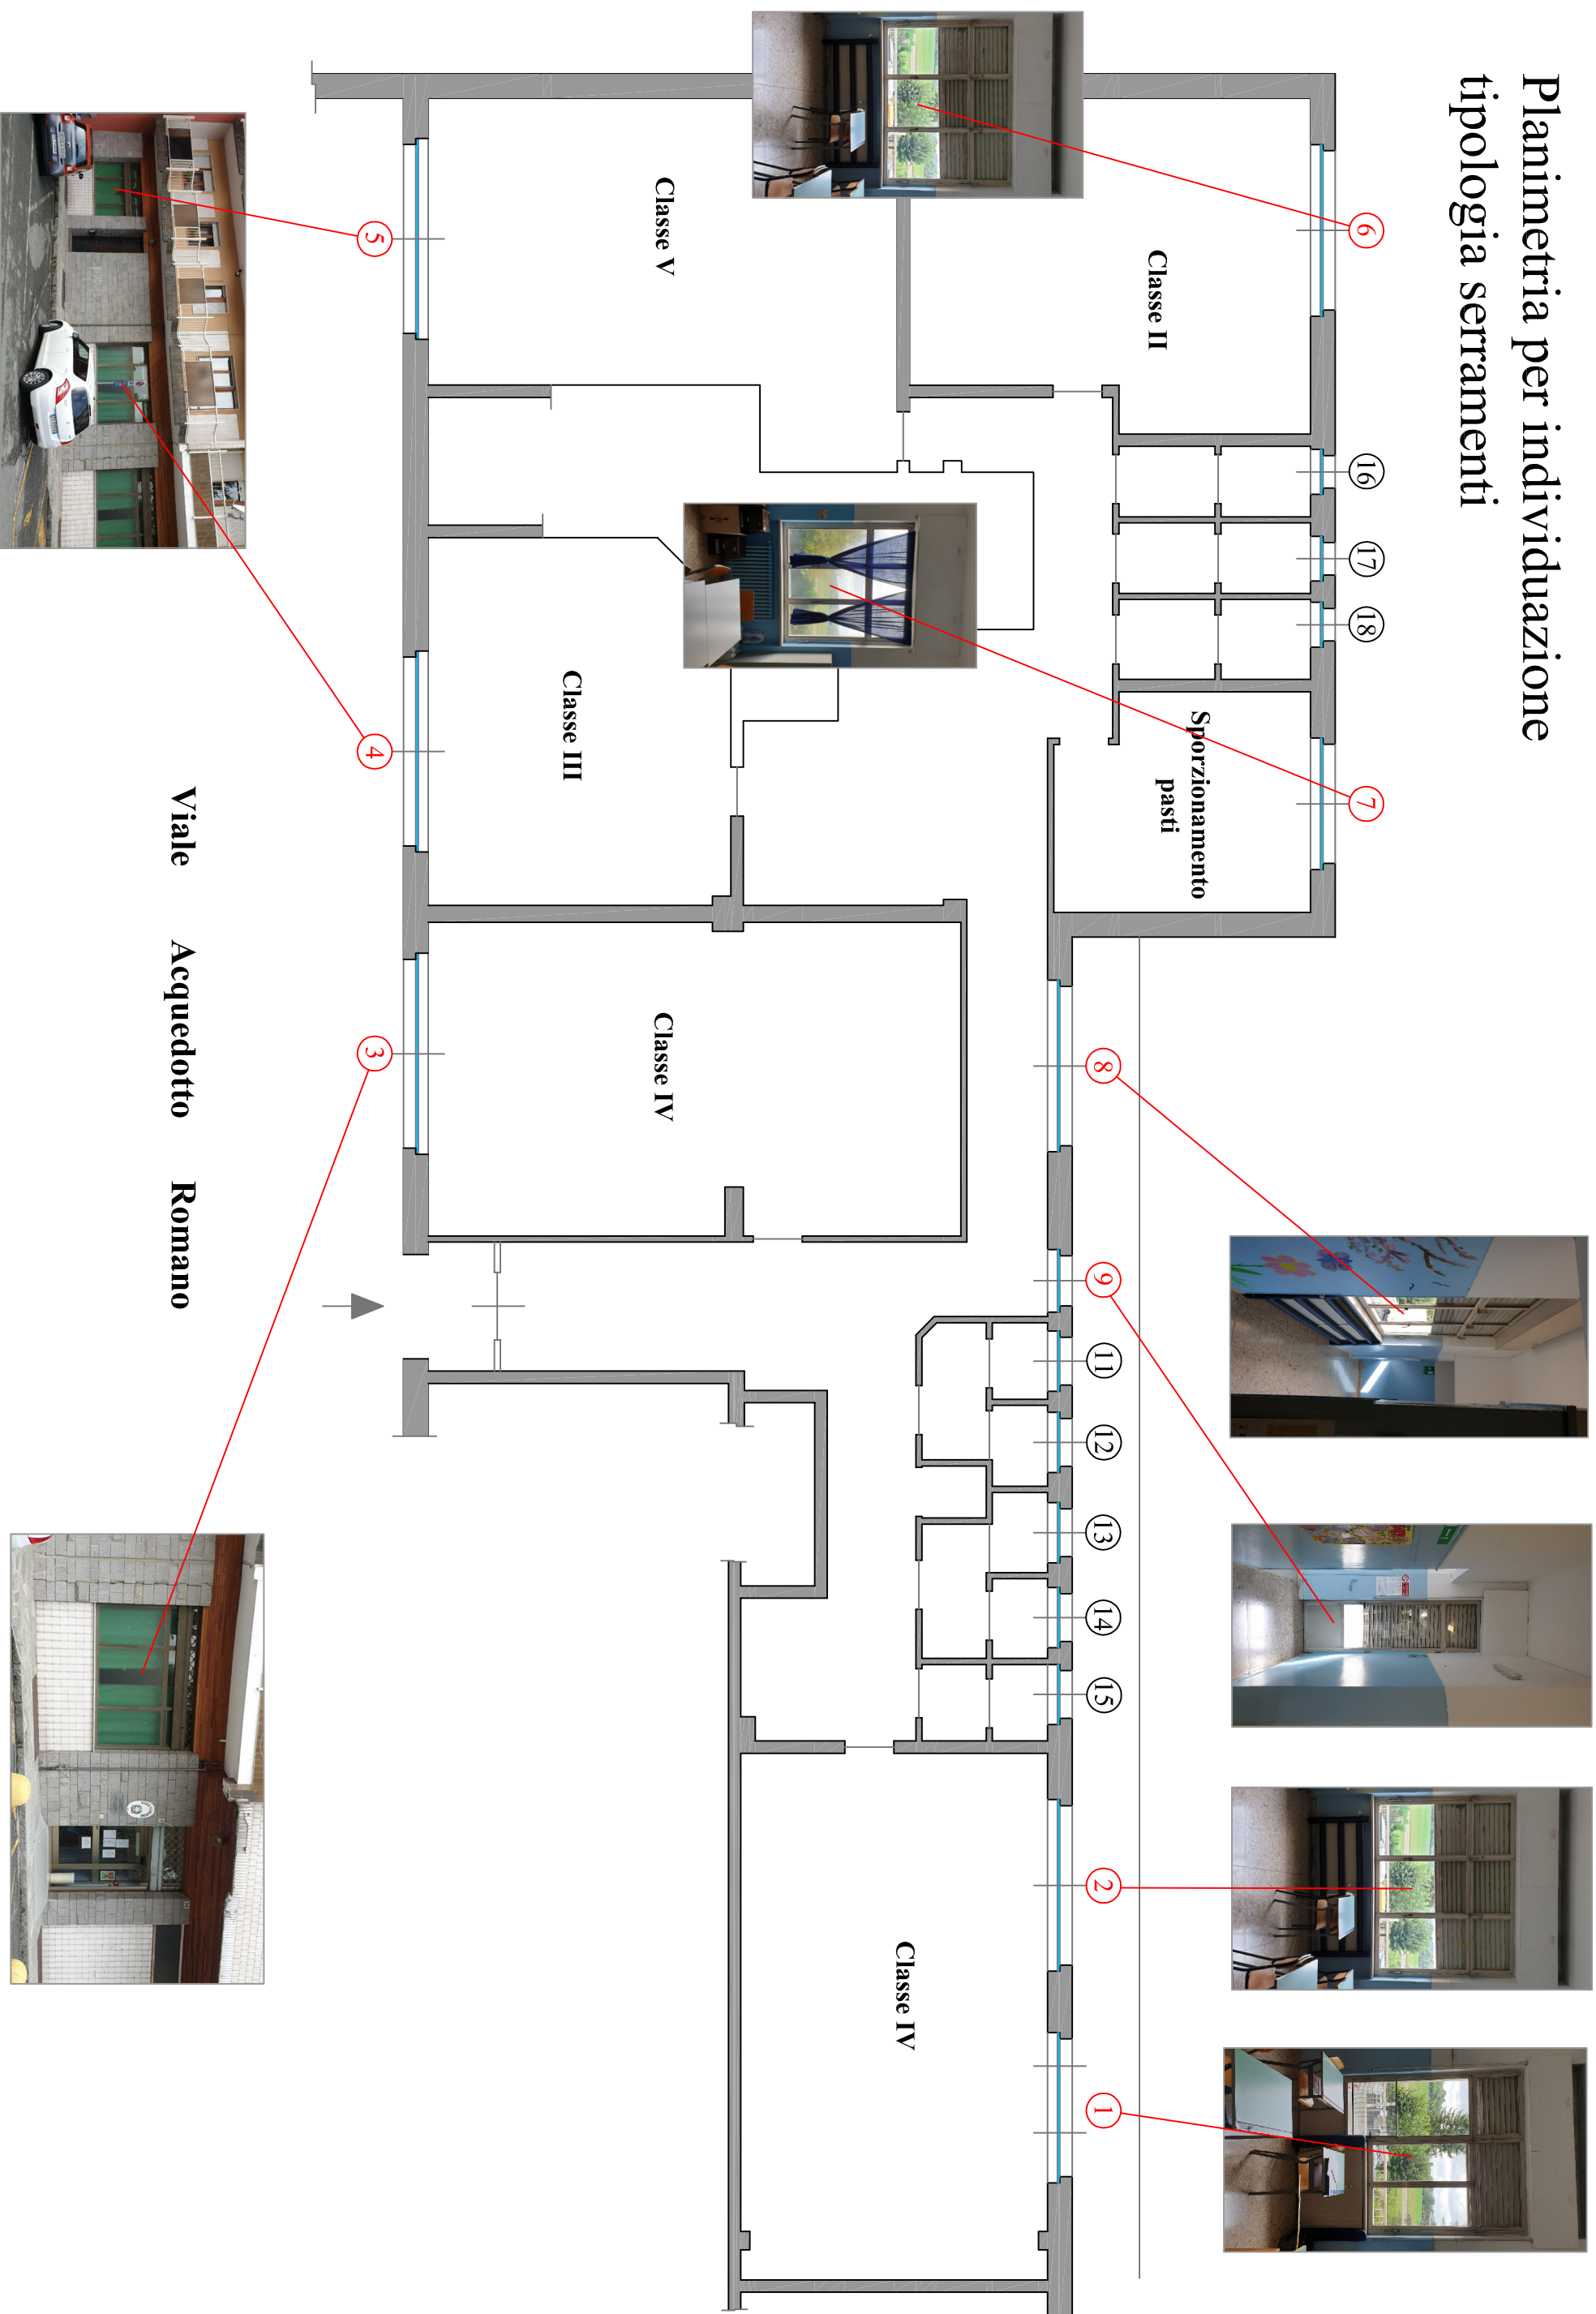 Planimetria per individuazione
tipologia serramenti
6
16
17
18
7
Classe II
Sporzionamento
pasti
8
9
11
12
13
14
15
2
1
Classe V
Classe III
Classe IV
Classe IV
5
4
3
Viale Acquedotto Romano